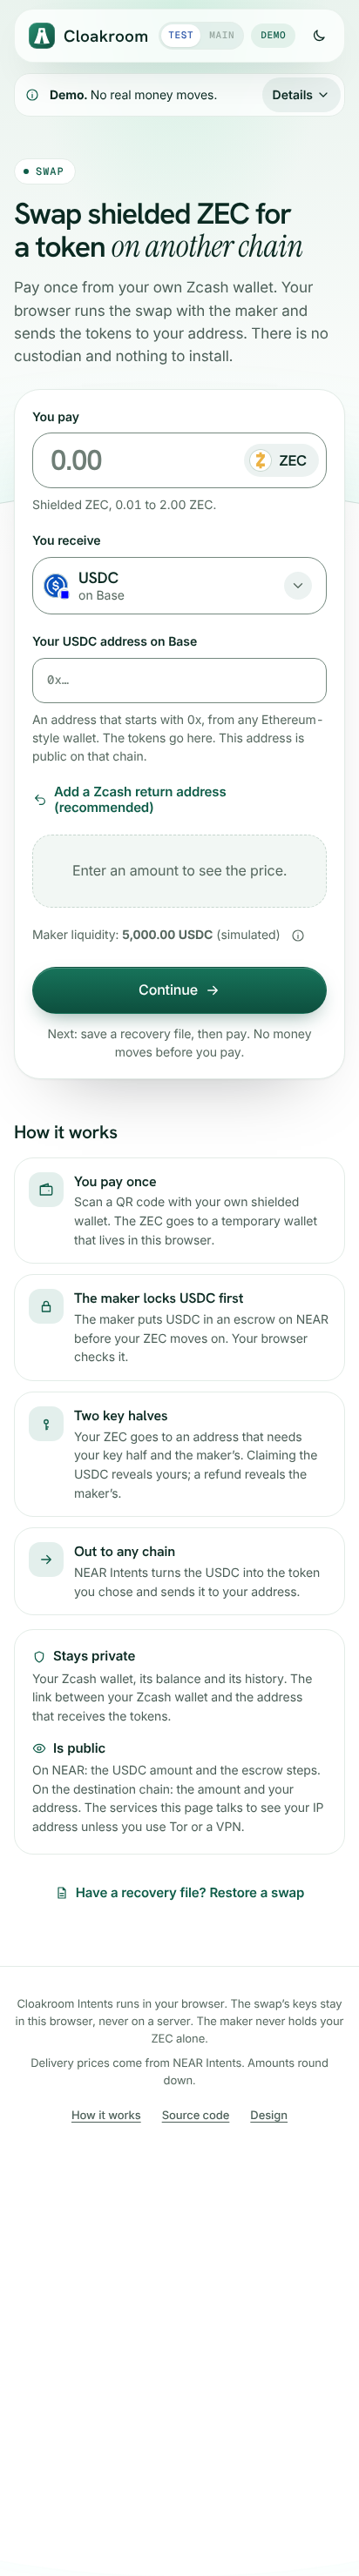 Cloakroom TEST MAIN DEMO
Demo. No real money moves. Details
SWAP
Swap shielded ZEC for
a token on another chain
Pay once from your own Zcash wallet. Your
browser runs the swap with the maker and
sends the tokens to your address. There is no
custodian and nothing to install.
You pay
0.00 ZEC
Shielded ZEC, 0.01 to 2.00 ZEC.
You receive
USDC
on Base
Your USDC address on Base
0x…
An address that starts with 0x, from any Ethereum-
style wallet. The tokens go here. This address is
public on that chain.
Add a Zcash return address
(recommended)
Enter an amount to see the price.
Maker liquidity: 5,000.00 USDC (simulated)
Continue →
Next: save a recovery file, then pay. No money
moves before you pay.
How it works
You pay once
Scan a QR code with your own shielded
wallet. The ZEC goes to a temporary wallet
that lives in this browser.
The maker locks USDC first
The maker puts USDC in an escrow on NEAR
before your ZEC moves on. Your browser
checks it.
Two key halves
Your ZEC goes to an address that needs
your key half and the maker’s. Claiming the
USDC reveals yours; a refund reveals the
maker’s.
Out to any chain
NEAR Intents turns the USDC into the token
you chose and sends it to your address.
Stays private
Your Zcash wallet, its balance and its history. The
link between your Zcash wallet and the address
that receives the tokens.
Is public
On NEAR: the USDC amount and the escrow steps.
On the destination chain: the amount and your
address. The services this page talks to see your IP
address unless you use Tor or a VPN.
Have a recovery file? Restore a swap
Cloakroom Intents runs in your browser. The swap’s keys stay
in this browser, never on a server. The maker never holds your
ZEC alone.
Delivery prices come from NEAR Intents. Amounts round
down.
How it works Source code Design